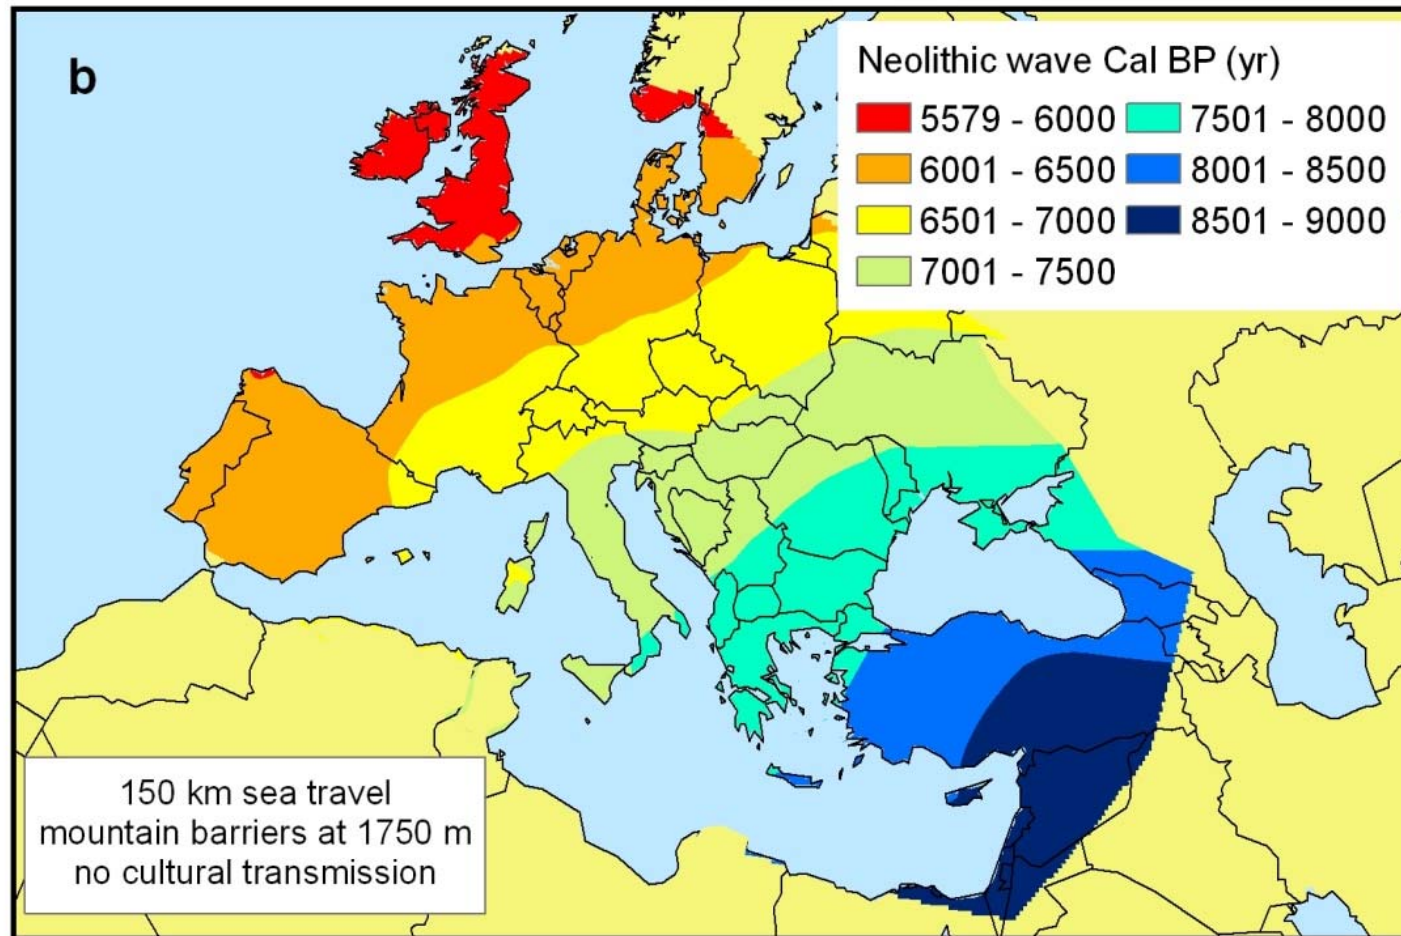 b
Neolithic wave Cal BP (yr)
5579 - 6000
7501 - 8000
6001 - 6500
8001 - 8500
6501 - 7000
8501 - 9000
7001 - 7500
150 km sea travel
mountain barriers at 1750 m
no cultural transmission